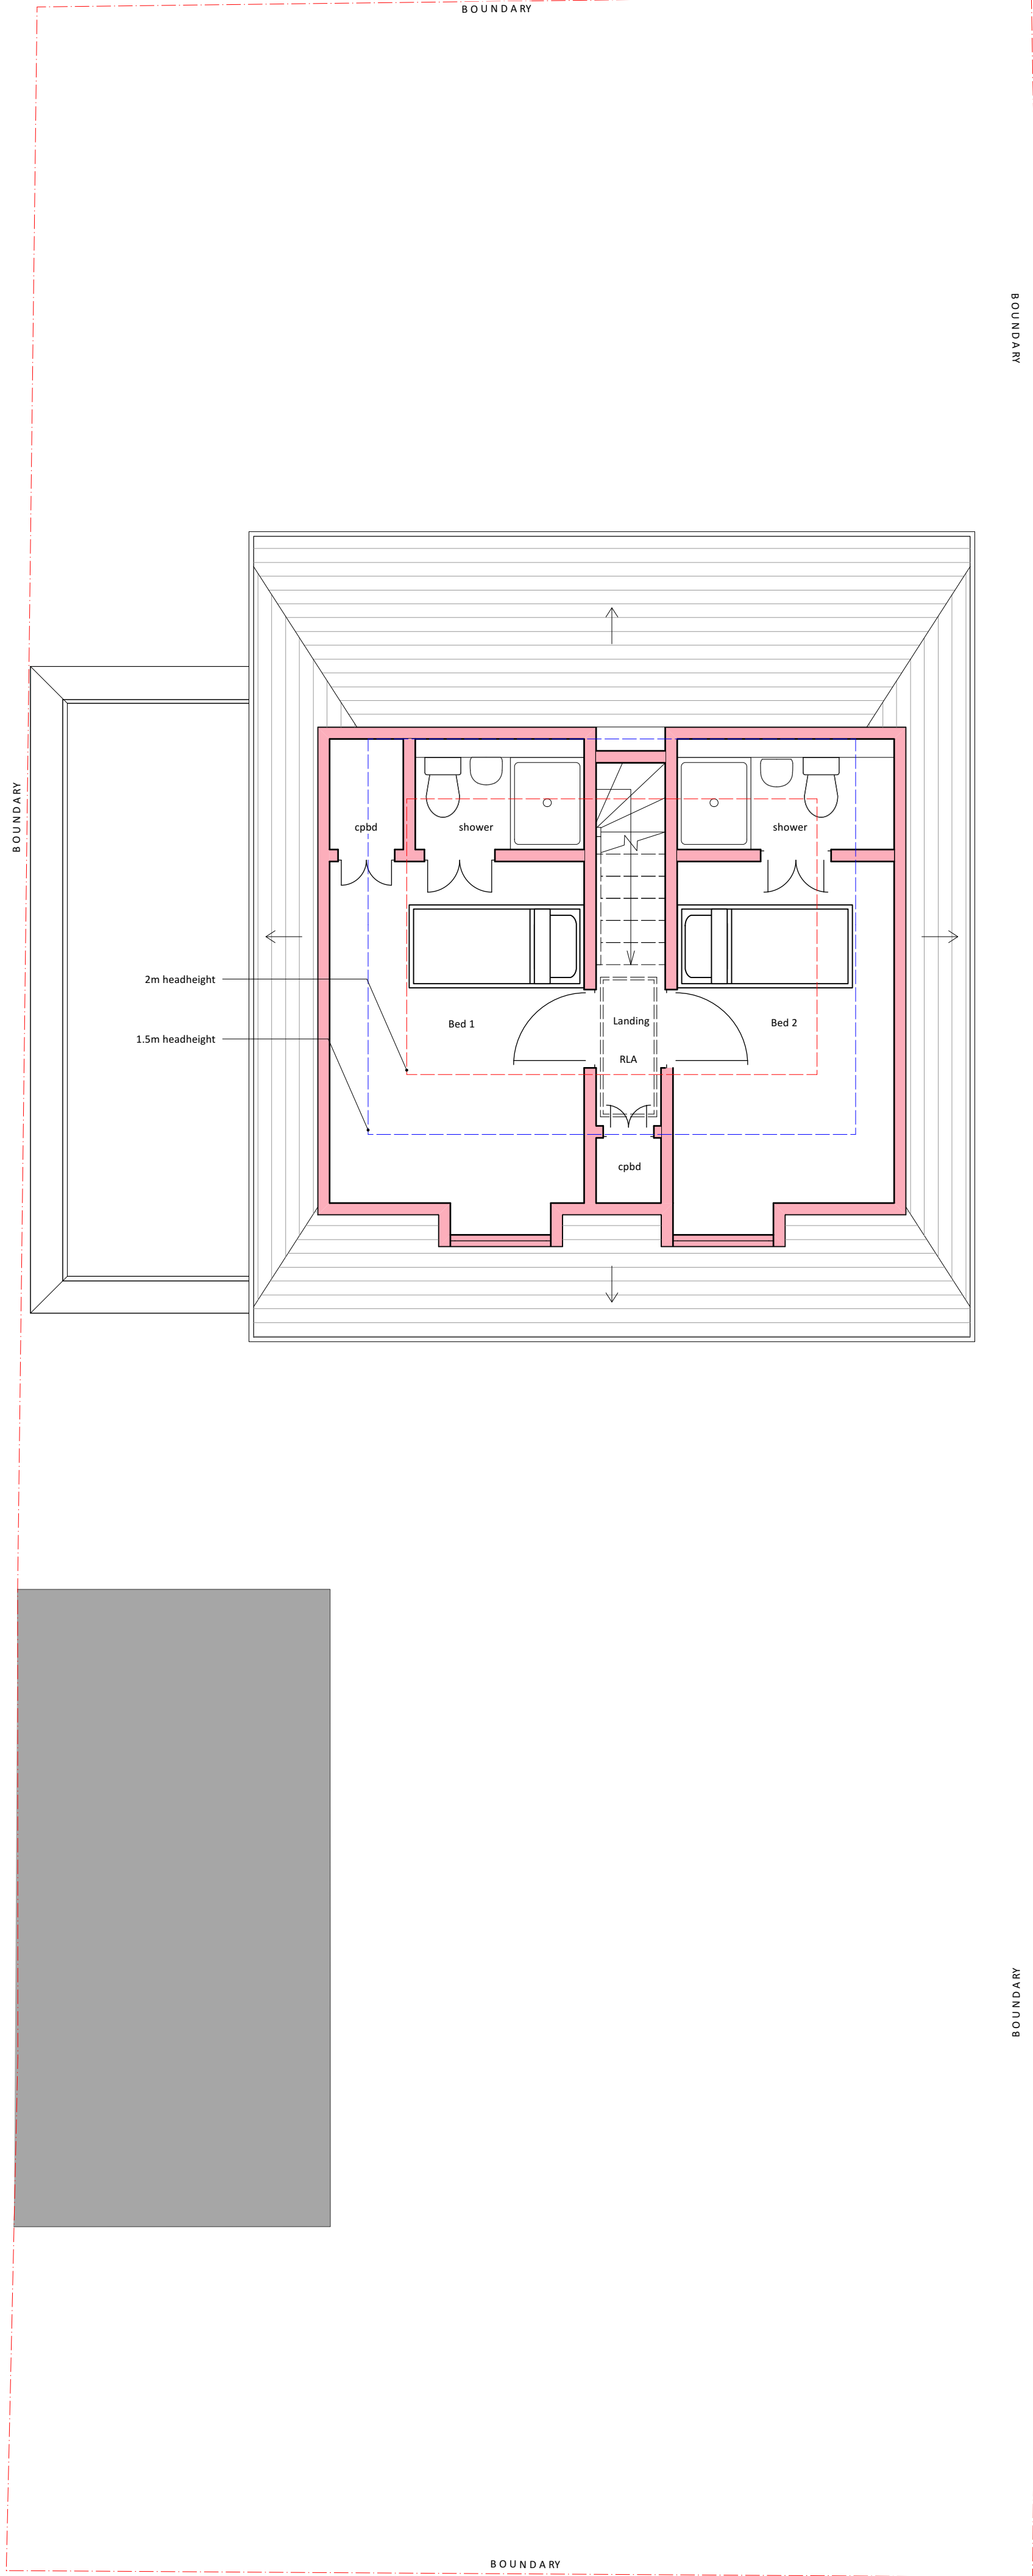 BOUNDARY
BOUNDARY
BOUNDARY
cpbd
shower
shower
2m headheight
1.5m headheight
Bed 1
Landing
Bed 2
RLA
cpbd
BOUNDARY
BOUNDARY